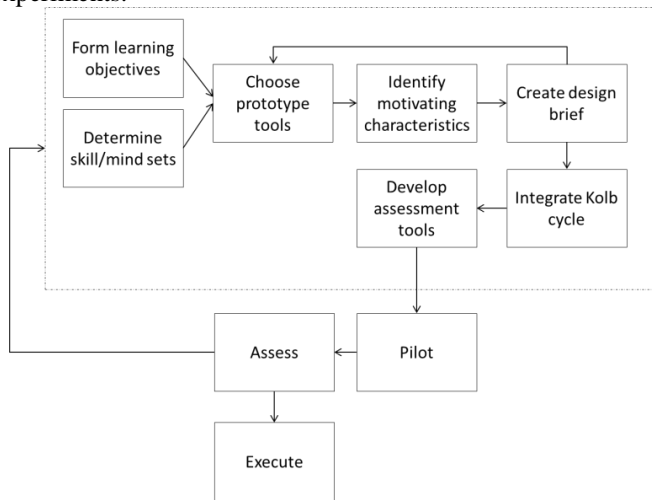 Form learning
objectives
Choose
prototype
tools
Identify
motivating
characteristics
Create design
brief
Determine
skill/mind sets
Develop
assessment
tools
Integrate Kolb
cycle
Assess
Pilot
Execute